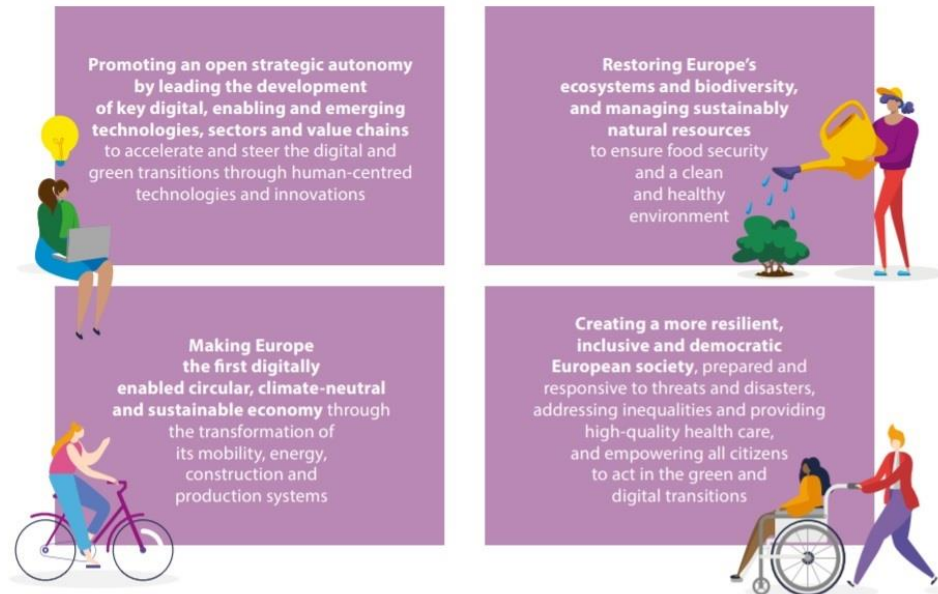 Promoting an open strategic autonomy
by leading the development
of key digital, enabling and emerging
technologies, sectors and value chains
to accelerate and steer the digital and
green transitions through human-centred
technologies and innovations
Restoring Europe's
ecosystems and biodiversity,
and managing sustainably
natural resources
to ensure food security
and a clean
and healthy
environment
Making Europe
the first digitally
enabled circular, climate-neutral
and sustainable economy through
the transformation of
its mobility, energy,
construction and
production systems
Creating a more resilient,
inclusive and democratic
European society, prepared and
responsive to threats and disasters,
addressing inequalities and providing
high-quality health care,
and empowering all citizens
to act in the green and
digital transitions